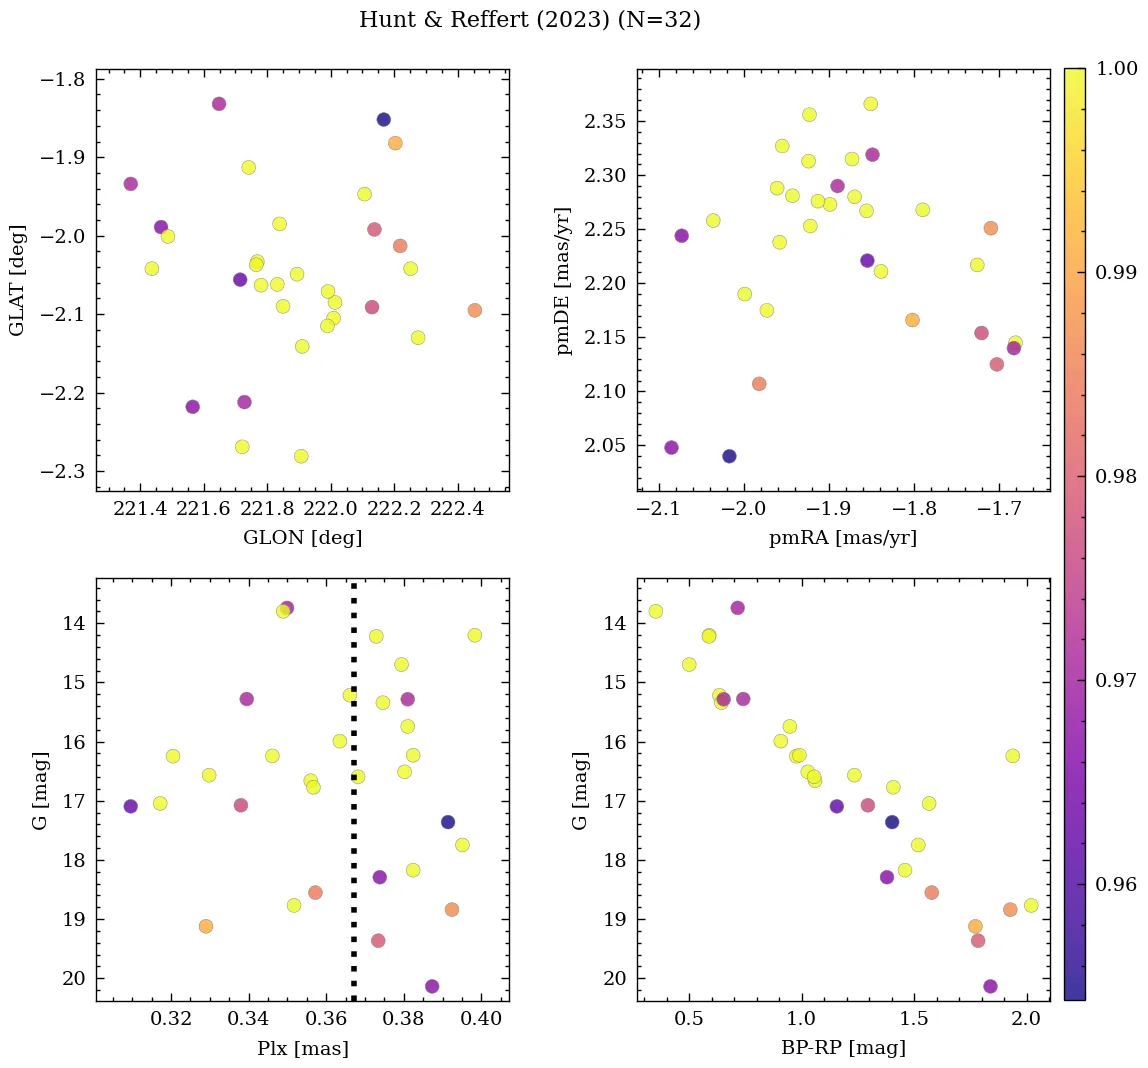 Hunt & Reffert (2023) (N=32)
−1.8
−1.9
−2.0
−2.1
−2.2
−2.3
GLAT [deg]
221.4 221.6 221.8 222.0 222.2 222.4
GLON [deg]
2.35
2.30
2.25
2.20
2.15
2.10
2.05
pmDE [mas/yr]
−2.1 −2.0 −1.9 −1.8 −1.7
pmRA [mas/yr]
14
15
16
17
18
19
20
G [mag]
0.32 0.34 0.36 0.38 0.40
Plx [mas]
14
15
16
17
18
19
20
G [mag]
0.5 1.0 1.5 2.0
BP-RP [mag]
1.00
0.99
0.98
0.97
0.96